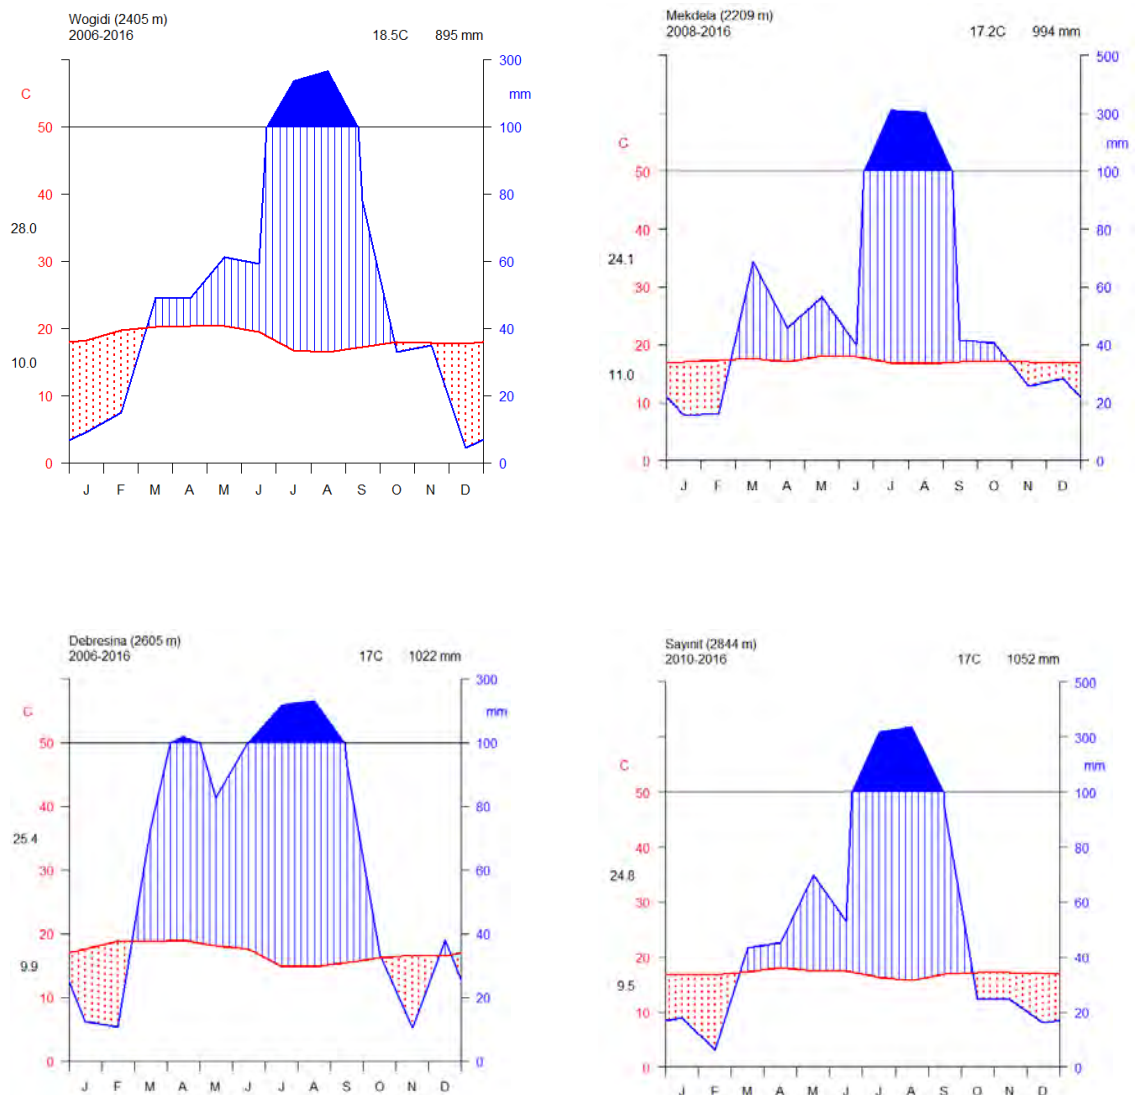 Wogidi (2405 m)
2006-2016 18.5C 895 mm
C mm
300
50 100
40 80
28.0
30 60
20 40
10.0
10 20
0 0
J F M A M J J A S O N D
Mekdela (2209 m)
2008-2016 17.2C 994 mm
500
300
C mm
50 100
40 80
24.1
30 60
20 40
11.0
10 20
0 0
J F M A M J J A S O N D
Debresina (2605 m)
2006-2016 17C 1022 mm
300
C mm
50 100
40 80
25.4
30 60
20 40
9.9
10 20
0 0
J F M A M J J A S O N D
Sayinit (2844 m)
2010-2016 17C 1052 mm
500
300
C mm
50 100
40 80
24.8
30 60
20 40
9.5
10 20
0 0
J F M A M J J A S O N D